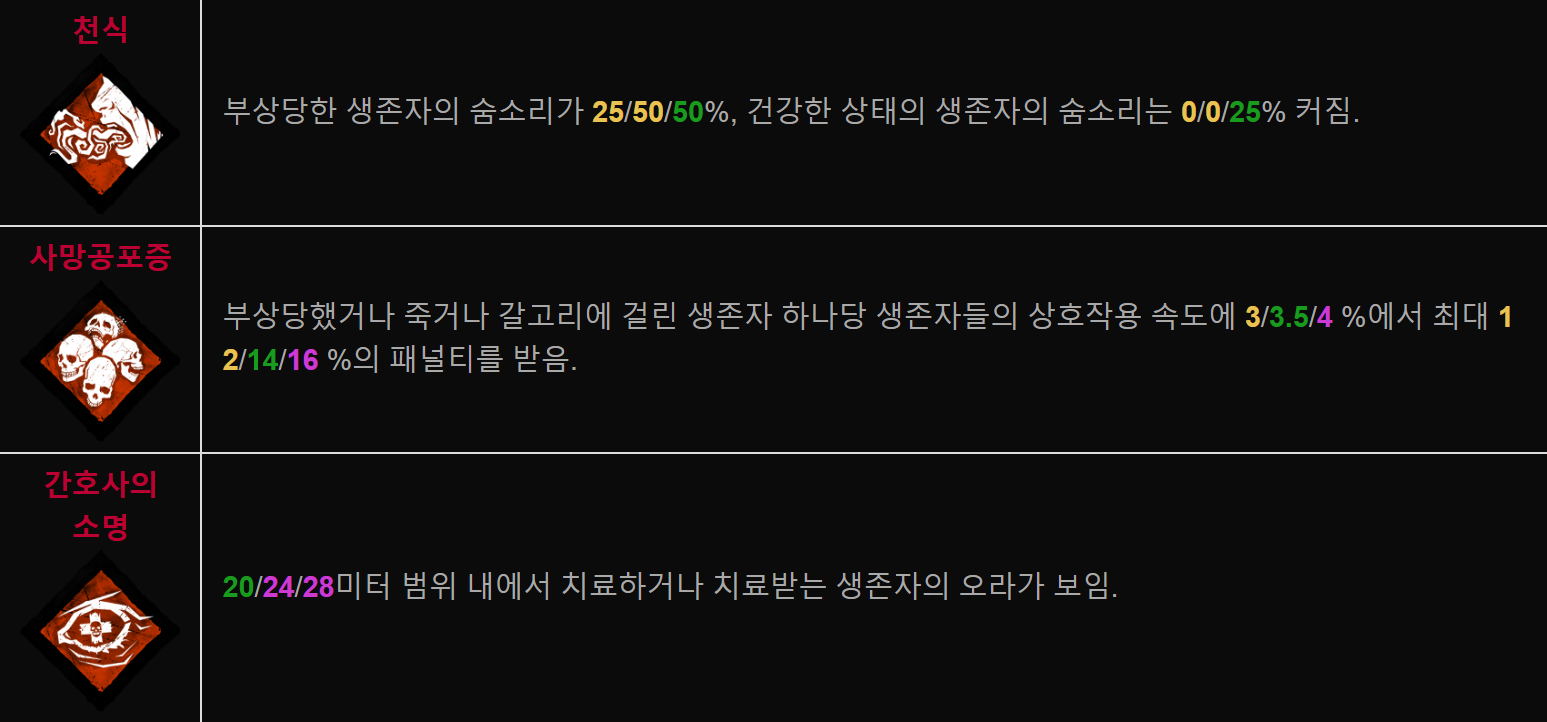 천식
부상당한 생존자의 숨소리가 25/50/50%, 건강한 상태의 생존자의 숨소리는 0/0/25% 커짐.
사망공포증
부상당했거나 죽거나 갈고리에 걸린 생존자 하나당 생존자들의 상호작용 속도에 3/3.5/4 %에서 최대 1
2/14/16 %의 패널티를 받음.
간호사의
소명
20/24/28미터 범위 내에서 치료하거나 치료받는 생존자의 오라가 보임.